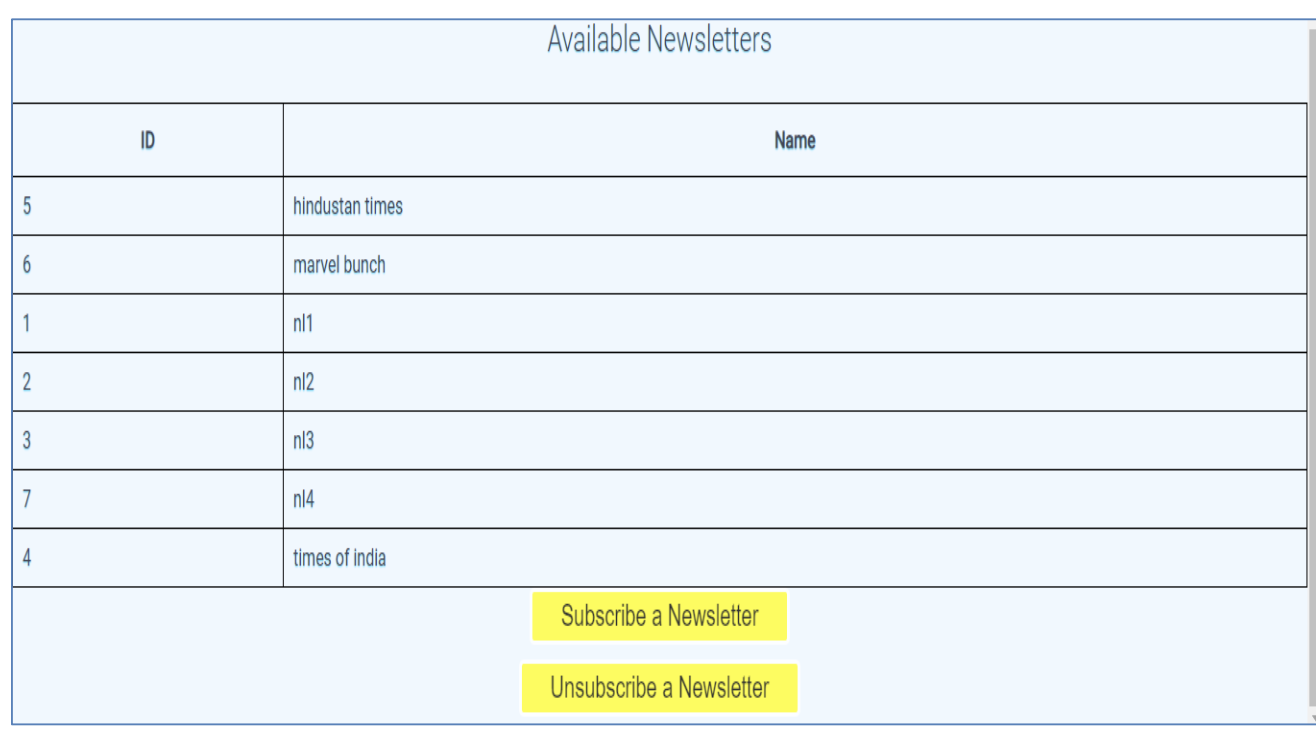 Available Newsletters
ID Name
5 hindustan times
6 marvel bunch
1 nl1
2 nl2
3 nl3
7 nl4
4 times of india
Subscribe a Newsletter
Unsubscribe a Newsletter